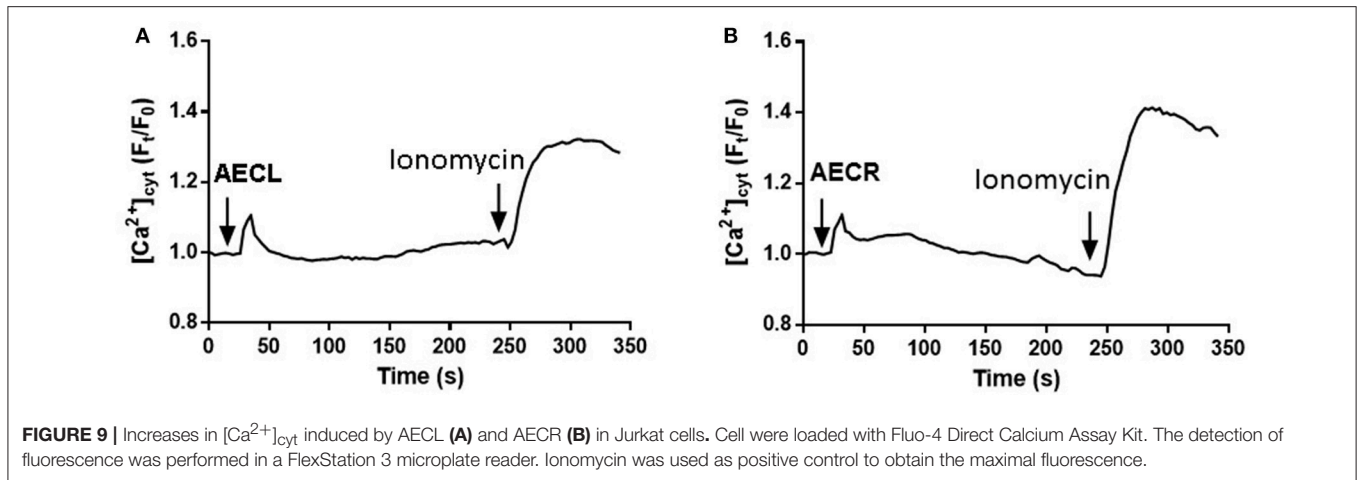 A
1.6
1.4
1.2
1.0
0.8
[Ca2+]cyt (Ft/F0)
AECL
Ionomycin
0 50 100 150 200 250 300 350
Time (s)
B
1.6
1.4
1.2
1.0
0.8
[Ca2+]cyt (Ft/F0)
AECR
Ionomycin
0 50 100 150 200 250 300 350
Time (s)
FIGURE 9 | Increases in [Ca2+]cyt induced by AECL (A) and AECR (B) in Jurkat cells. Cell were loaded with Fluo-4 Direct Calcium Assay Kit. The detection of
fluorescence was performed in a FlexStation 3 microplate reader. Ionomycin was used as positive control to obtain the maximal fluorescence.